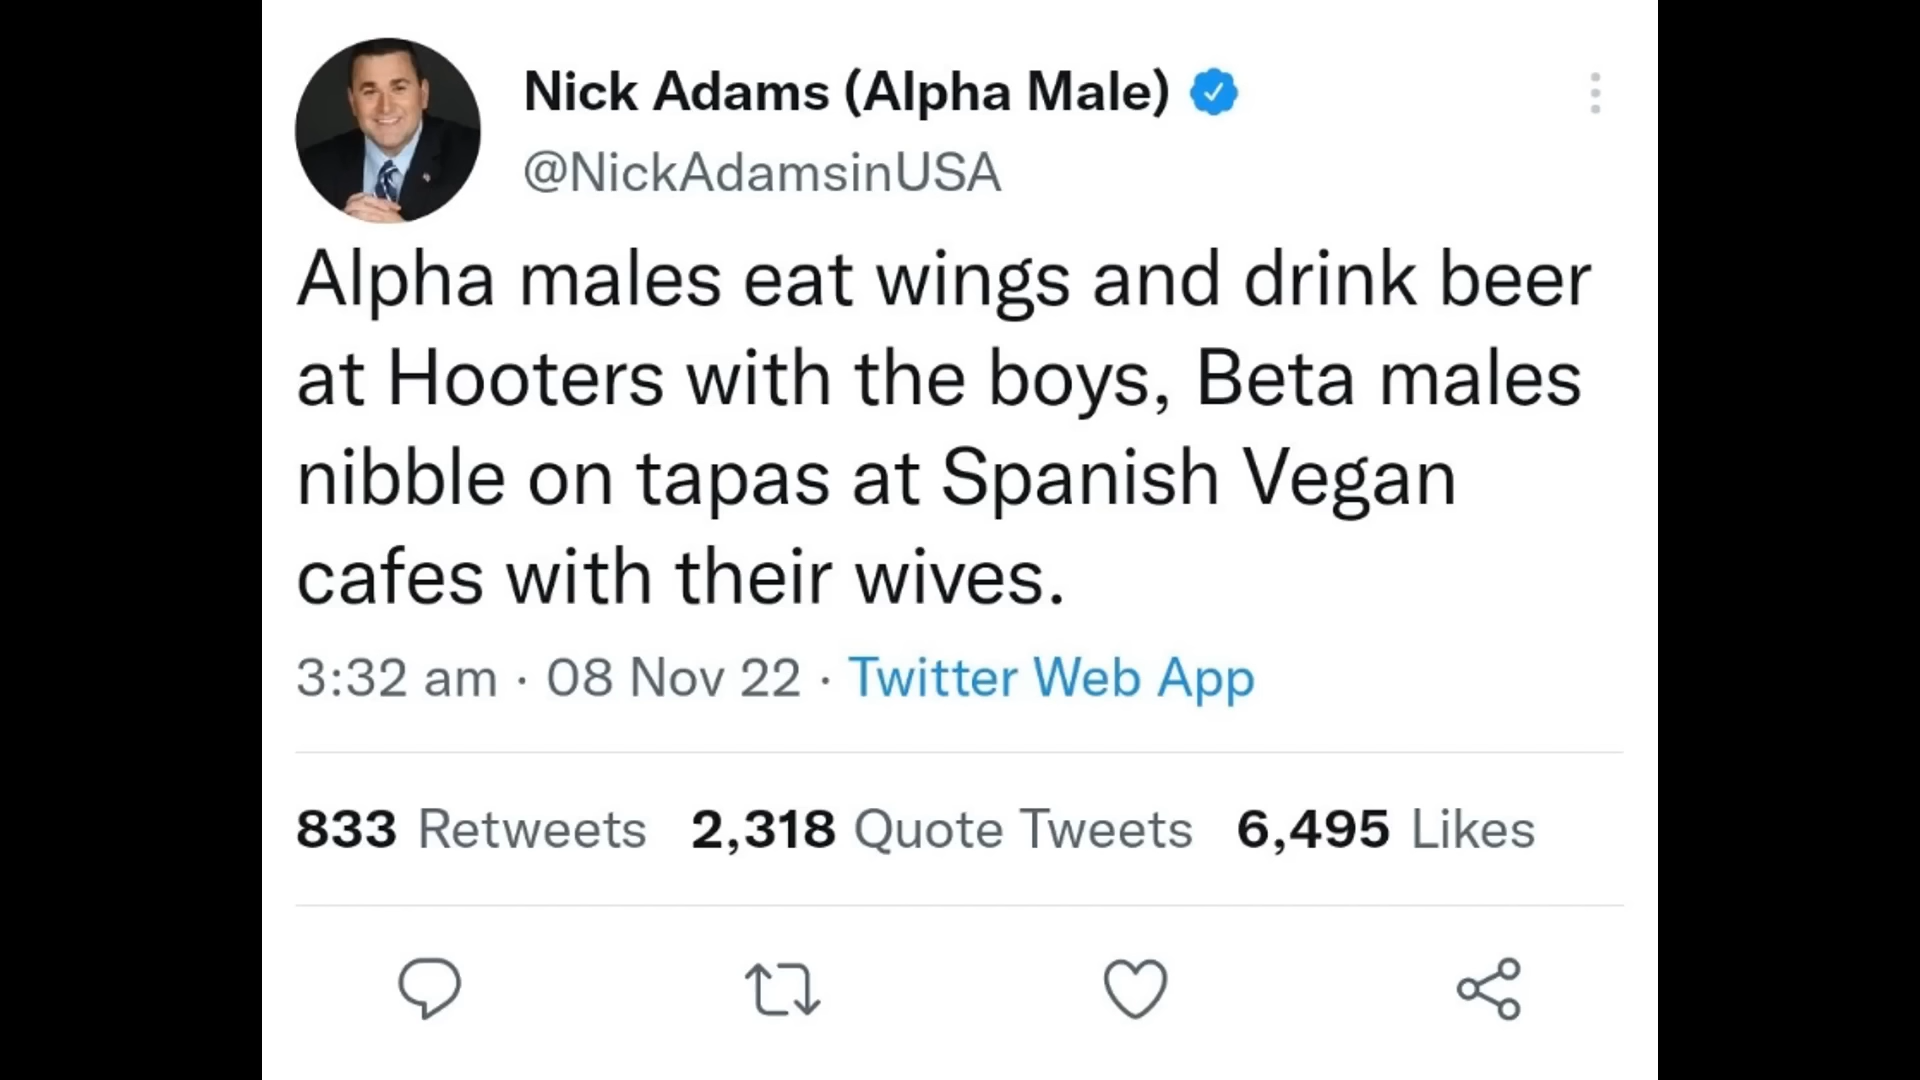 Nick Adams (Alpha Male)
@NickAdamsinUSA
Alpha males eat wings and drink beer
at Hooters with the boys, Beta males
nibble on tapas at Spanish Vegan
cafes with their wives.
3:32 am · 08 Nov 22 · Twitter Web App
833 Retweets 2,318 Quote Tweets 6,495 Likes